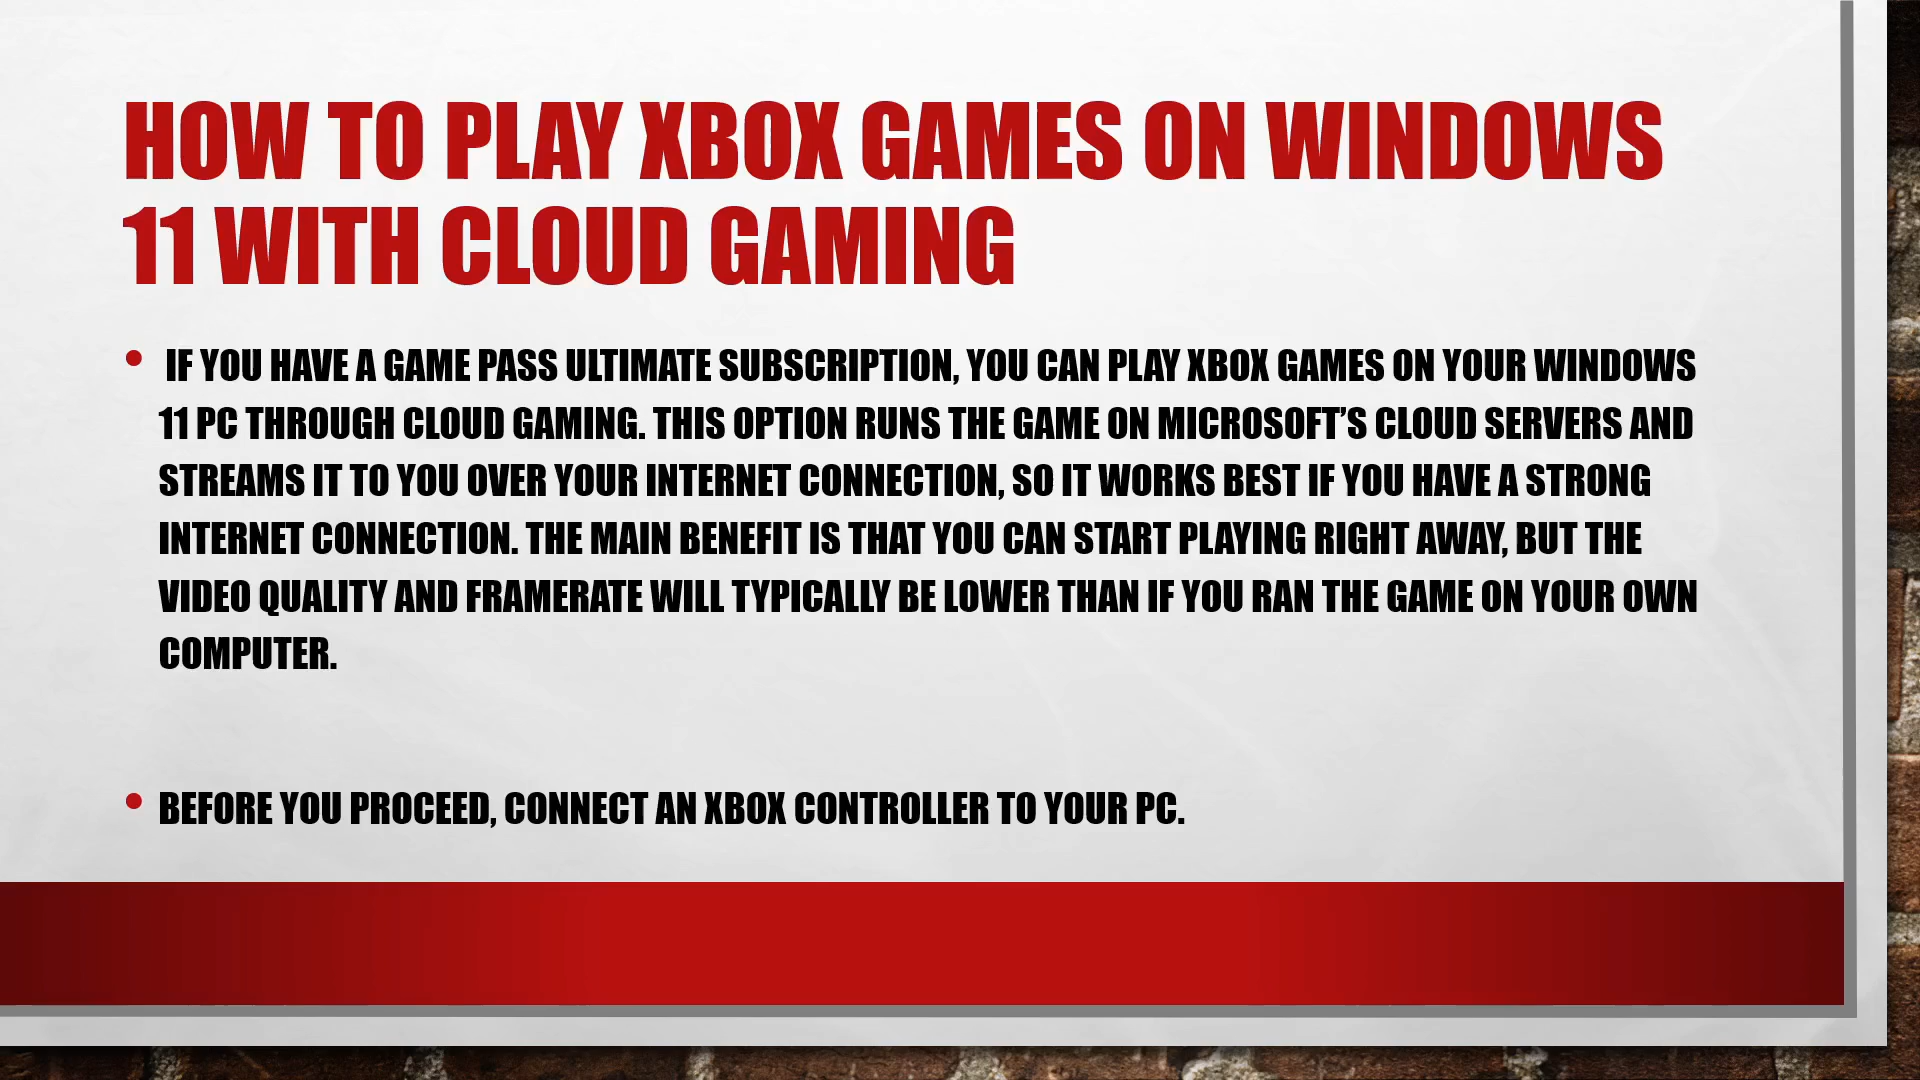 HOW TO PLAY XBOX GAMES ON WINDOWS
11 WITH CLOUD GAMING
• IF YOU HAVE A GAME PASS ULTIMATE SUBSCRIPTION, YOU CAN PLAY XBOX GAMES ON YOUR WINDOWS
11 PC THROUGH CLOUD GAMING. THIS OPTION RUNS THE GAME ON MICROSOFT’S CLOUD SERVERS AND
STREAMS IT TO YOU OVER YOUR INTERNET CONNECTION, SO IT WORKS BEST IF YOU HAVE A STRONG
INTERNET CONNECTION. THE MAIN BENEFIT IS THAT YOU CAN START PLAYING RIGHT AWAY, BUT THE
VIDEO QUALITY AND FRAMERATE WILL TYPICALLY BE LOWER THAN IF YOU RAN THE GAME ON YOUR OWN
COMPUTER.
• BEFORE YOU PROCEED, CONNECT AN XBOX CONTROLLER TO YOUR PC.